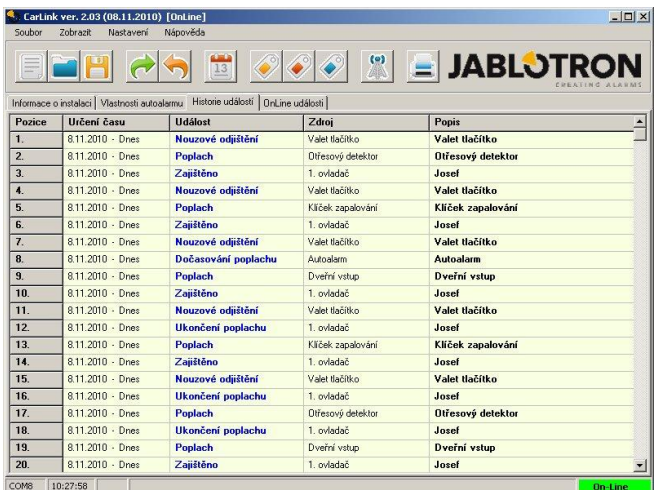 CarLink ver. 2.03 (08.11.2010) [OnLine]
Soubor Zobrazit Nastavení Nápověda
13
JABLOTRON
CREATING ALARMS
Informace o instalaci Vlastnosti autoalarmu Historie událostí OnLine události
Pozice Určení času Událost Zdroj Popis
1. 8.11.2010 - Dnes Nouzové odjištění Valet tlačítko Valet tlačítko
2. 8.11.2010 - Dnes Poplach Otřesový detektor Otřesový detektor
3. 8.11.2010 - Dnes Zajištěno 1. ovladač Josef
4. 8.11.2010 - Dnes Nouzové odjištění Valet tlačítko Valet tlačítko
5. 8.11.2010 - Dnes Poplach Klíček zapalování Klíček zapalování
6. 8.11.2010 - Dnes Zajištěno 1. ovladač Josef
7. 8.11.2010 - Dnes Nouzové odjištění Valet tlačítko Valet tlačítko
8. 8.11.2010 - Dnes Dočasování poplachu Autoalarm Autoalarm
9. 8.11.2010 - Dnes Poplach Dveřní vstup Dveřní vstup
10. 8.11.2010 - Dnes Zajištěno 1. ovladač Josef
11. 8.11.2010 - Dnes Nouzové odjištění Valet tlačítko Valet tlačítko
12. 8.11.2010 - Dnes Ukončení poplachu 1. ovladač Josef
13. 8.11.2010 - Dnes Poplach Klíček zapalování Klíček zapalování
14. 8.11.2010 - Dnes Zajištěno 1. ovladač Josef
15. 8.11.2010 - Dnes Nouzové odjištění Valet tlačítko Valet tlačítko
16. 8.11.2010 - Dnes Ukončení poplachu 1. ovladač Josef
17. 8.11.2010 - Dnes Poplach Otřesový detektor Otřesový detektor
18. 8.11.2010 - Dnes Ukončení poplachu 1. ovladač Josef
19. 8.11.2010 - Dnes Poplach Dveřní vstup Dveřní vstup
20. 8.11.2010 - Dnes Zajištěno 1. ovladač Josef
COM8 10:27:58 On-Line